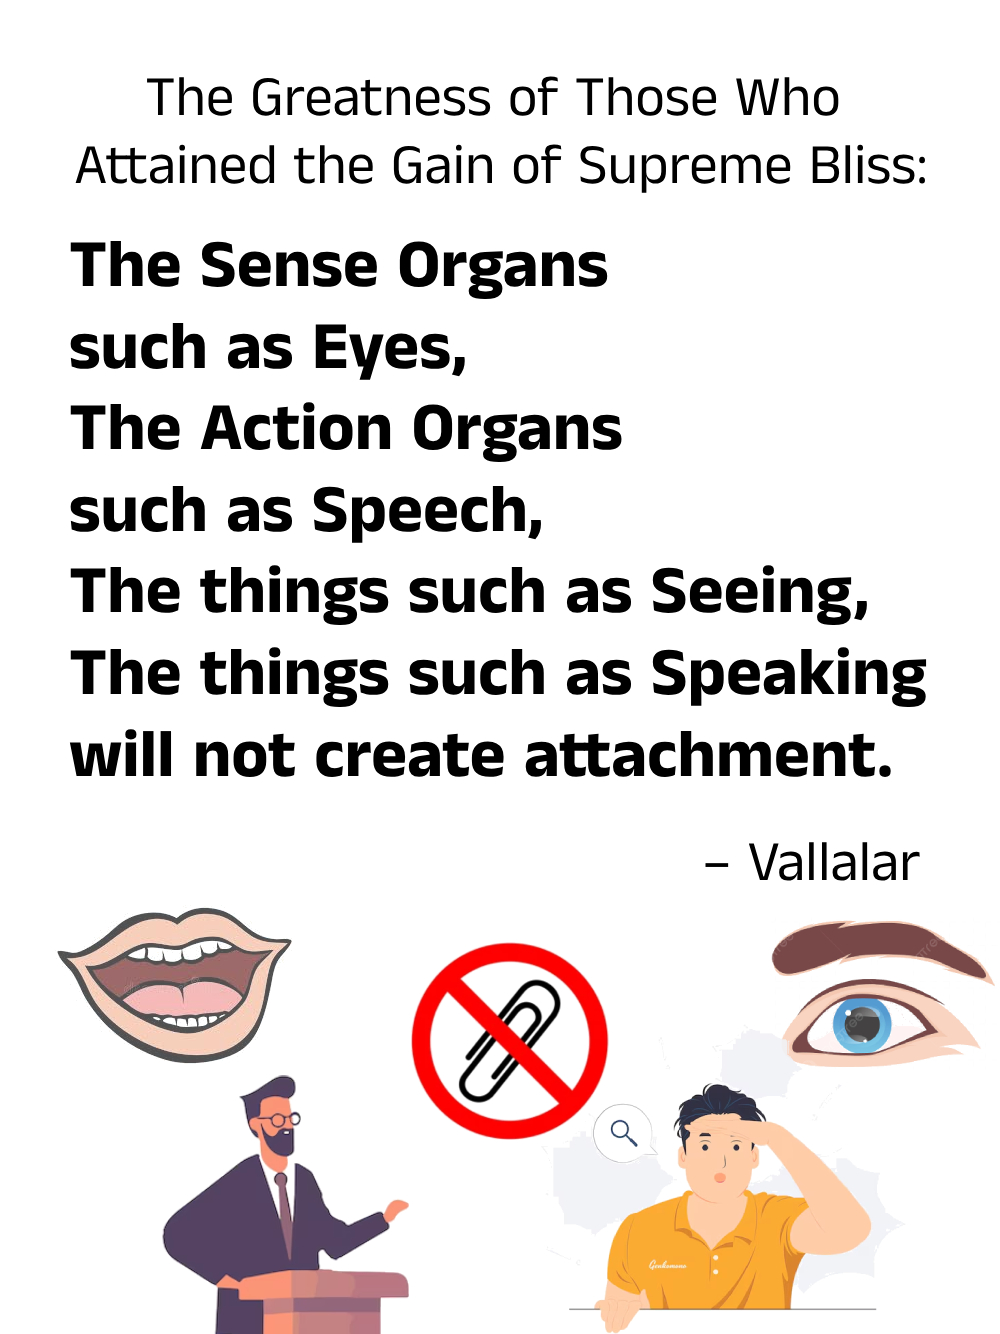 The Greatness of Those Who
Attained the Gain of Supreme Bliss:
The Sense Organs
such as Eyes,
The Action Organs
such as Speech,
The things such as Seeing,
The things such as Speaking
will not create attachment.
– Vallalar